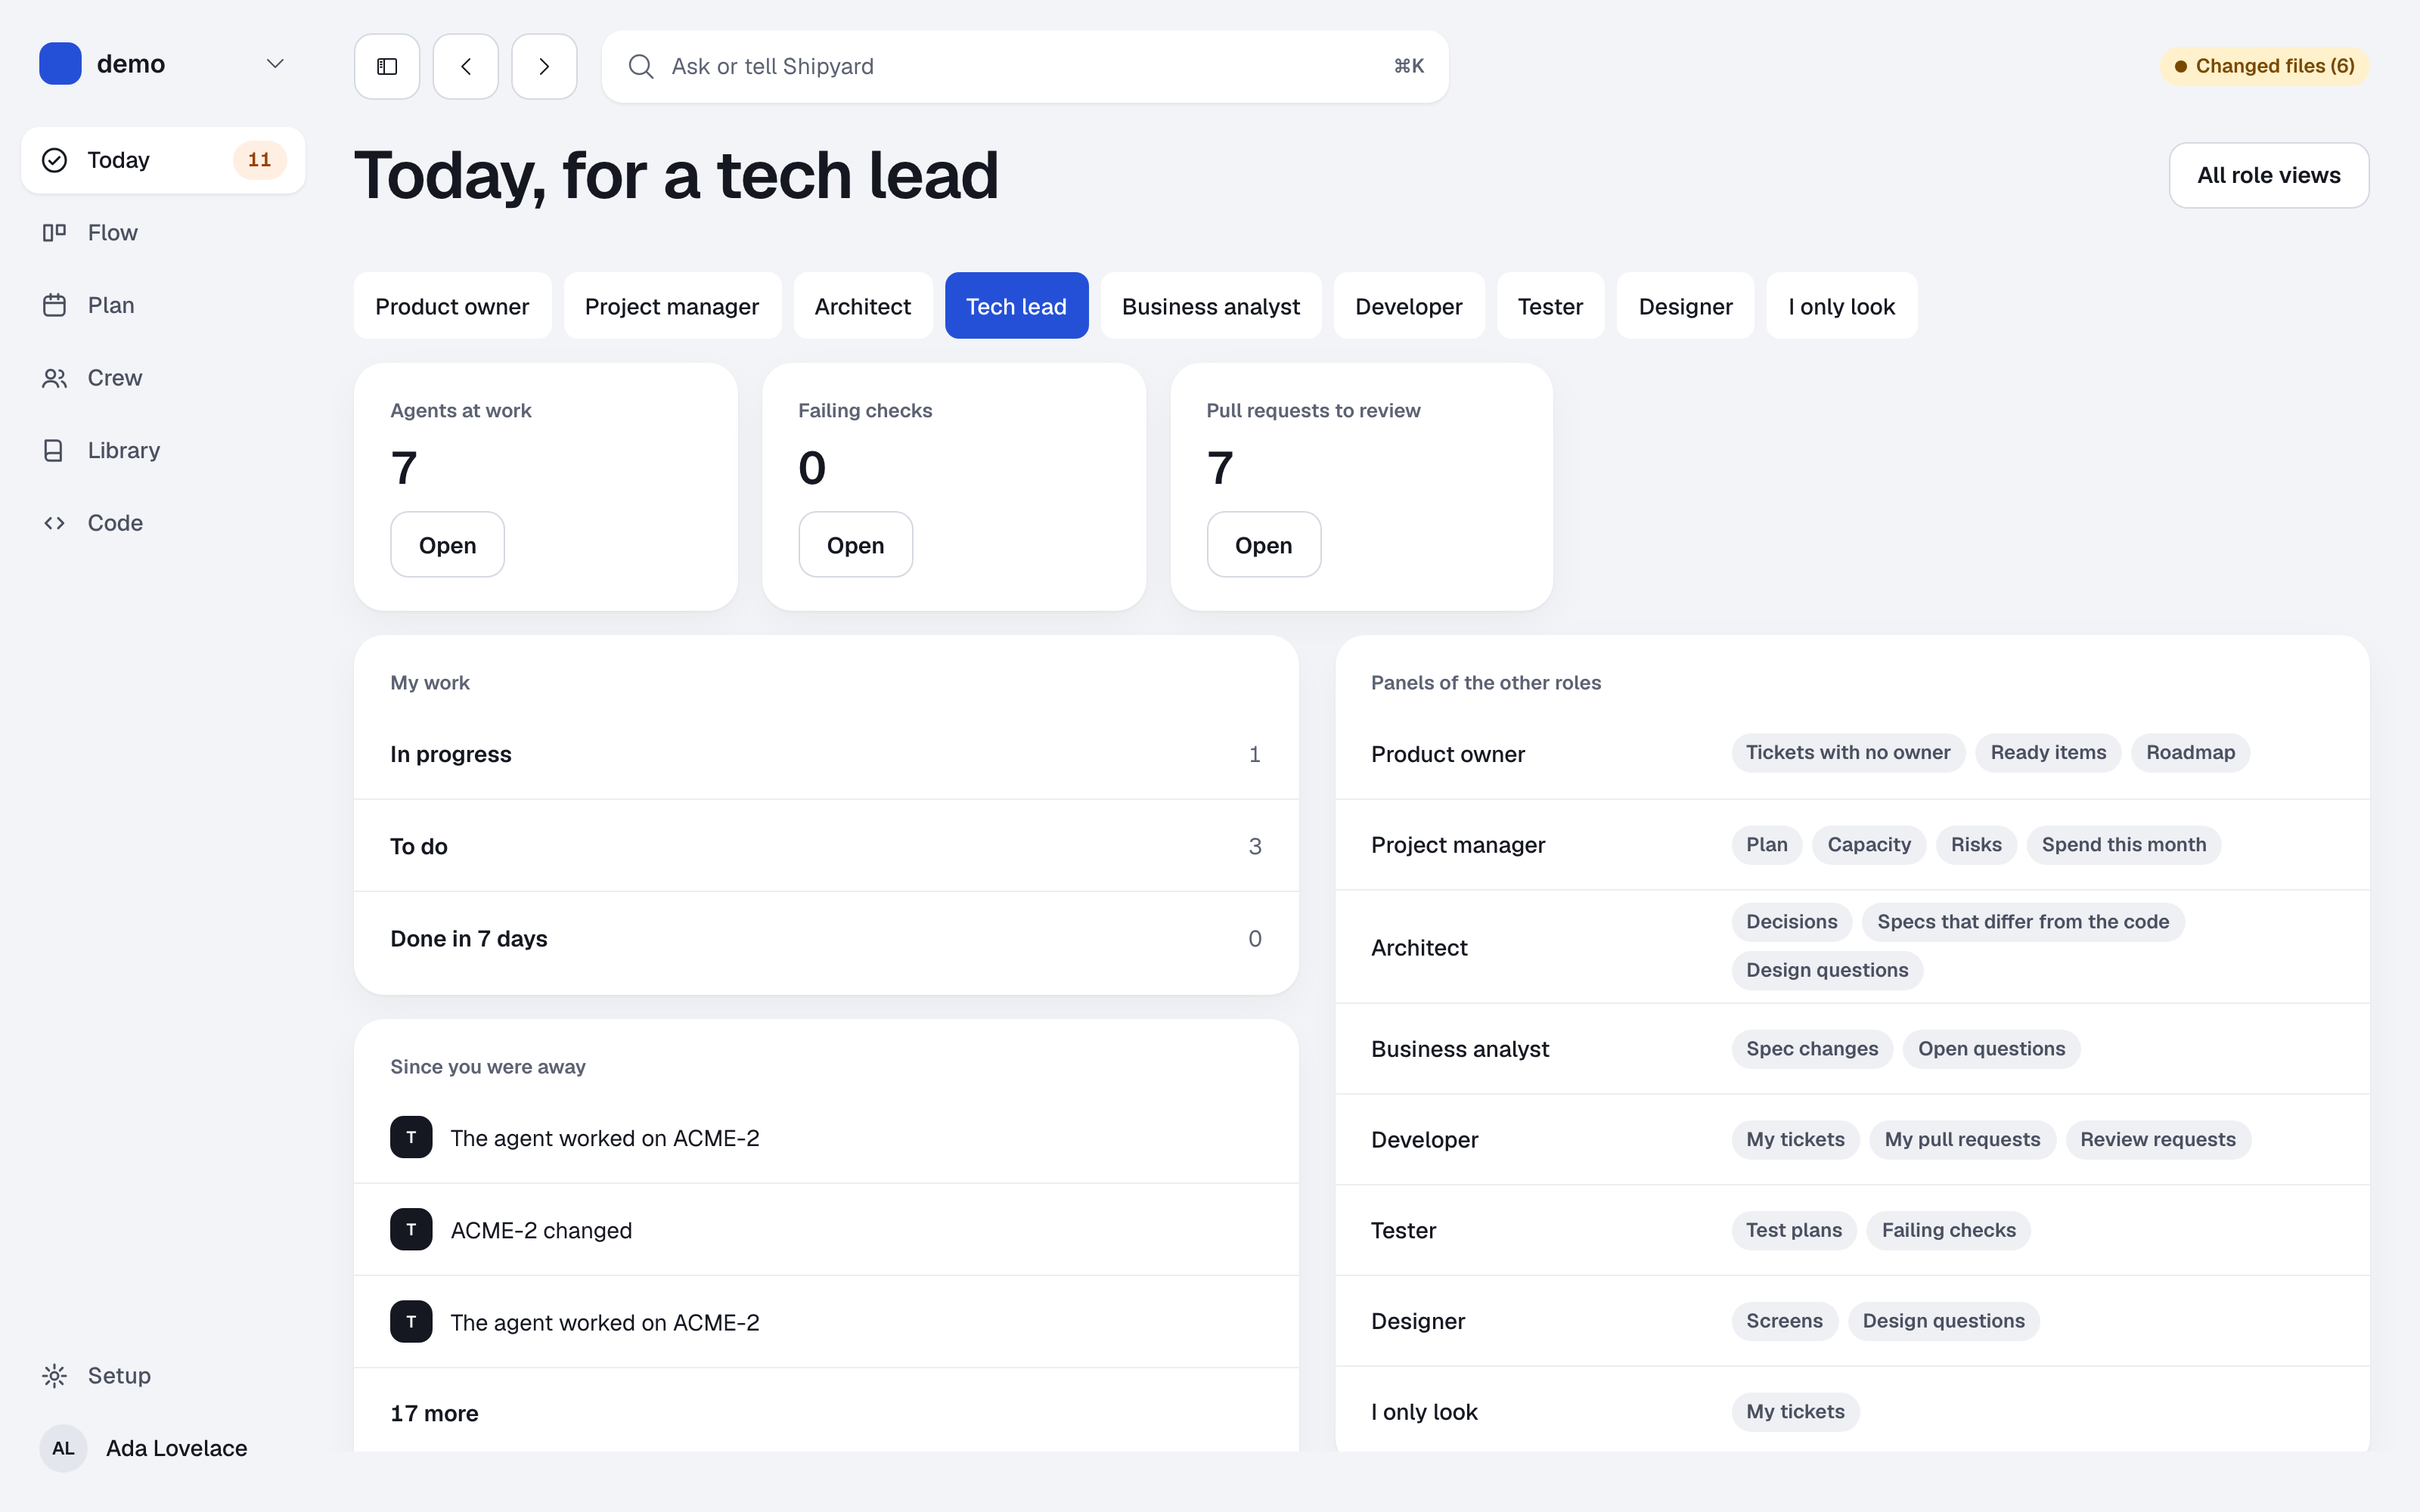 demo
Today 11
Flow
Plan
Crew
Library
Code
Setup
AL Ada Lovelace
Ask or tell Shipyard ⌘K
Changed files (6)
Today, for a tech lead
All role views
Product owner Project manager Architect Tech lead Business analyst Developer Tester Designer I only look
Agents at work
7
Open
Failing checks
0
Open
Pull requests to review
7
Open
My work
In progress 1
To do 3
Done in 7 days 0
Since you were away
T The agent worked on ACME-2
T ACME-2 changed
T The agent worked on ACME-2
17 more
Panels of the other roles
Product owner Tickets with no owner Ready items Roadmap
Project manager Plan Capacity Risks Spend this month
Architect Decisions Specs that differ from the code
Design questions
Business analyst Spec changes Open questions
Developer My tickets My pull requests Review requests
Tester Test plans Failing checks
Designer Screens Design questions
I only look My tickets